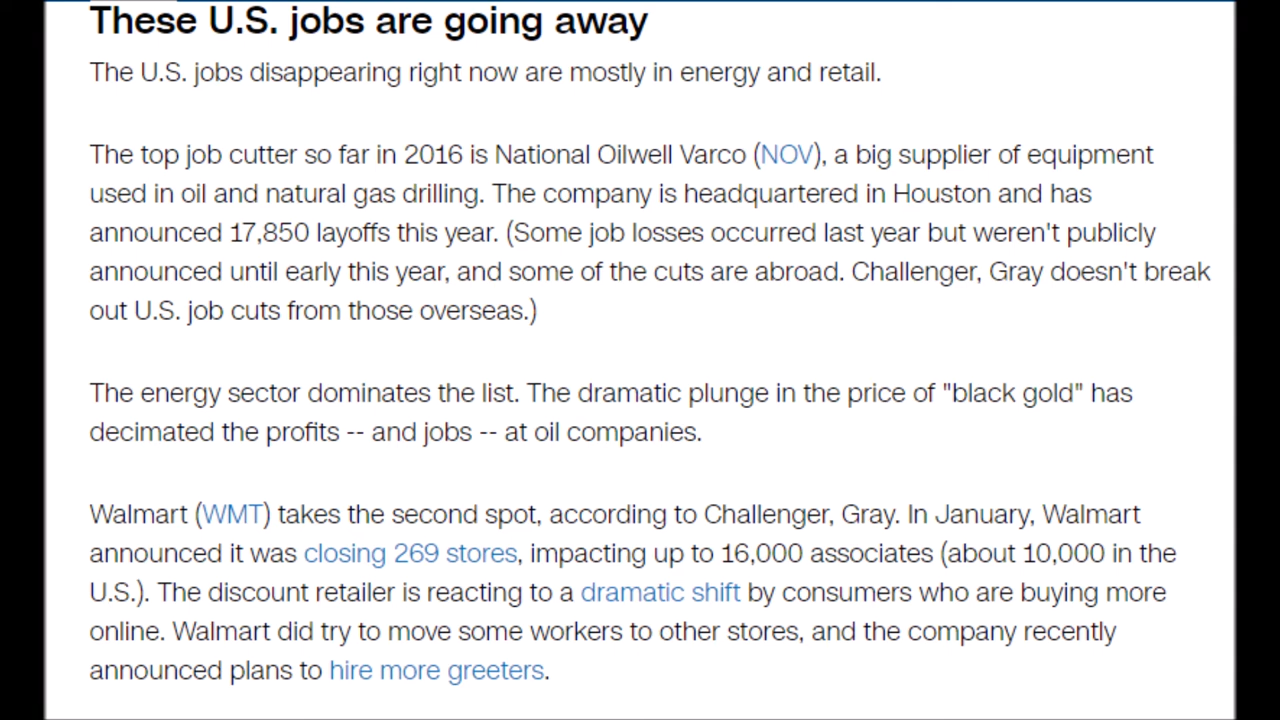 These U.S. jobs are going away
The U.S. jobs disappearing right now are mostly in energy and retail.
The top job cutter so far in 2016 is National Oilwell Varco (NOV), a big supplier of equipment
used in oil and natural gas drilling. The company is headquartered in Houston and has
announced 17,850 layoffs this year. (Some job losses occurred last year but weren't publicly
announced until early this year, and some of the cuts are abroad. Challenger, Gray doesn't break
out U.S. job cuts from those overseas.)
The energy sector dominates the list. The dramatic plunge in the price of "black gold" has
decimated the profits -- and jobs -- at oil companies.
Walmart (WMT) takes the second spot, according to Challenger, Gray. In January, Walmart
announced it was closing 269 stores, impacting up to 16,000 associates (about 10,000 in the
U.S.). The discount retailer is reacting to a dramatic shift by consumers who are buying more
online. Walmart did try to move some workers to other stores, and the company recently
announced plans to hire more greeters.